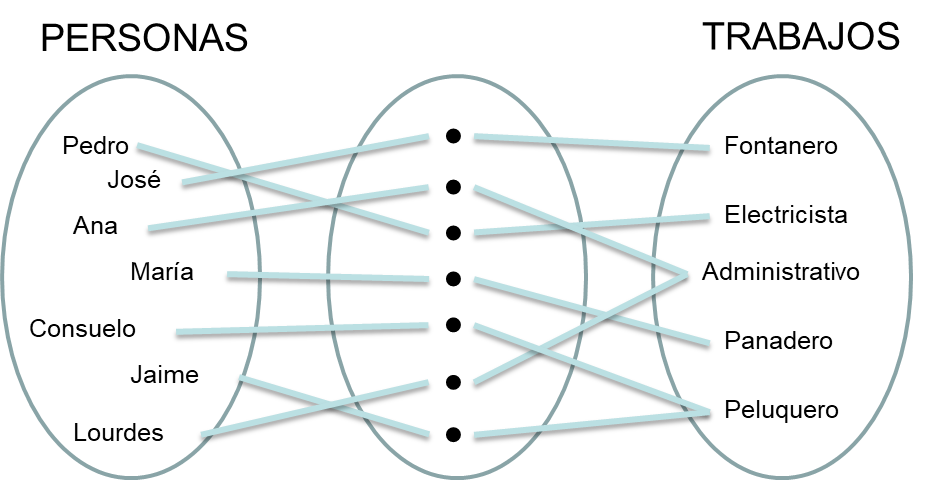 PERSONAS
TRABAJOS
Pedro
José
Ana
María
Consuelo
Jaime
Lourdes
Fontanero
Electricista
Administrativo
Panadero
Peluquero